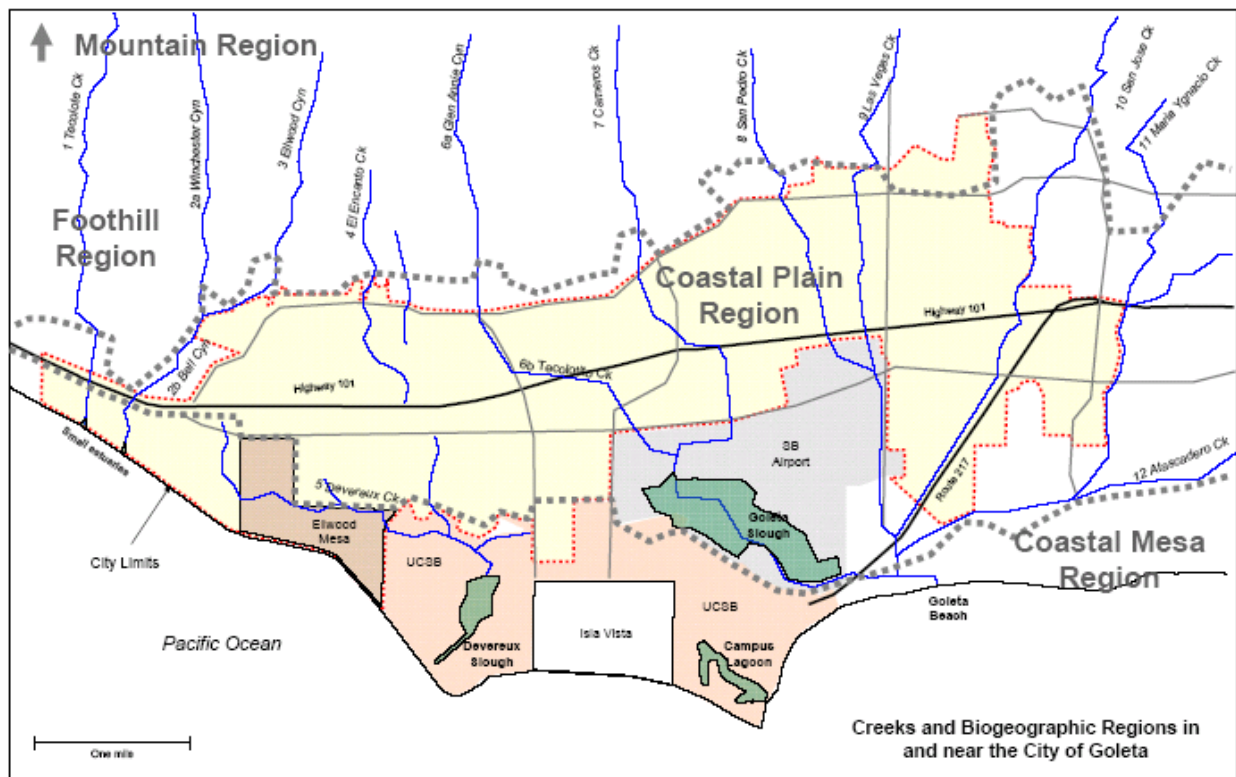 Mountain Region
1 Tecolote Ck
2a Winchester Cyn
3 Ellwood Cyn
4 El Encanto Ck
6a Glen Annie Cyn
7 Carneros Ck
8 San Pedro Ck
9 Las Vegas Ck
10 San Jose Ck
11 Maria Ygnacio Ck
Foothill
Region
Coastal Plain
Region
Highway 101
2b Bell Cyn
Highway 101
6b Tecolotito Ck
Small estuaries
SB
Airport
12 Atascadero Ck
5 Devereux Ck
Route 217
Goleta
Slough
Ellwood
Mesa
City Limits
UCSB
Coastal Mesa
Region
Goleta
Beach
UCSB
Isla Vista
Pacific Ocean
Devereux
Slough
Campus
Lagoon
One mile
Creeks and Biogeographic Regions in
and near the City of Goleta